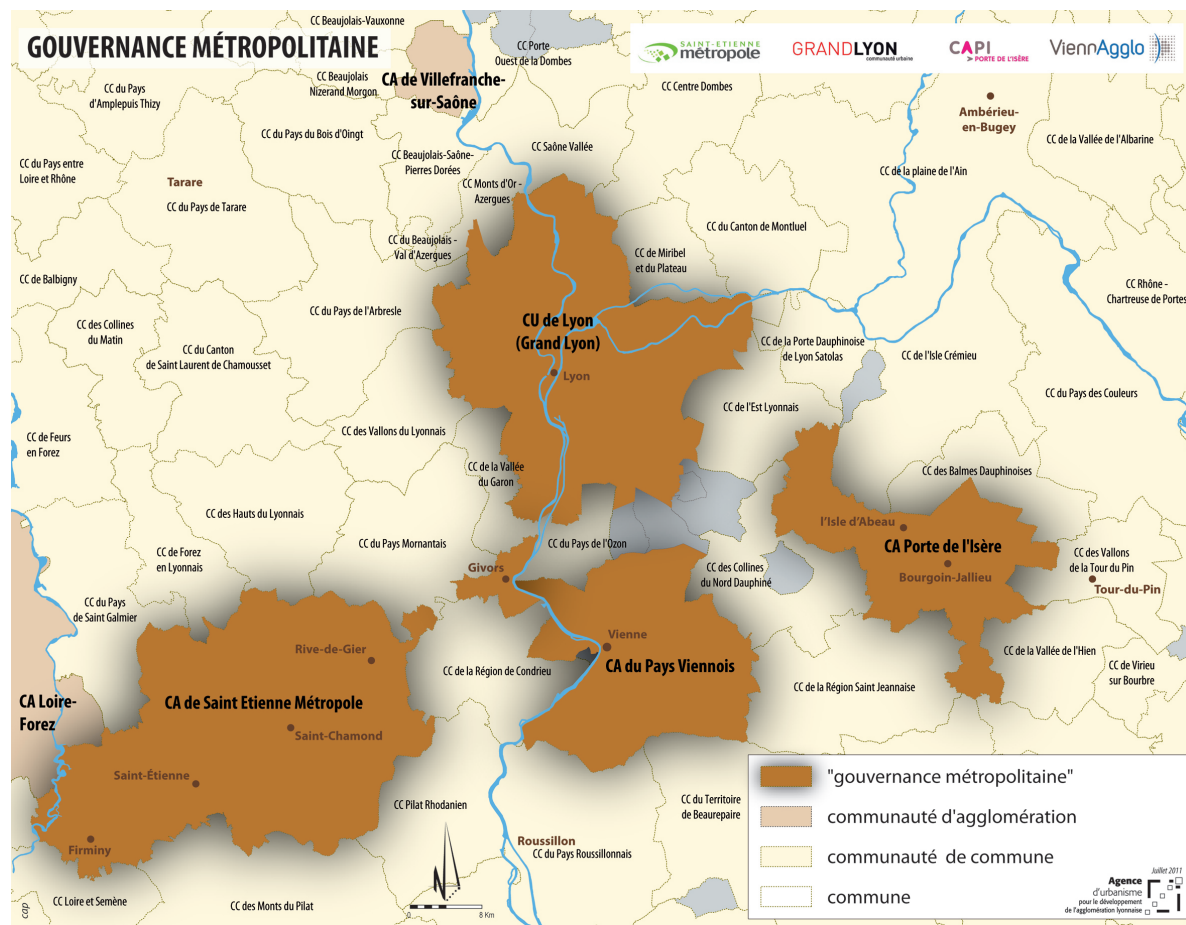 GOUVERNANCE MÉTROPOLITAINE
SAINT-ETIENNE
métropole
GRANDLYON
communauté urbaine
CAPI
PORTE DE L'ISÈRE
ViennAgglo
CC Beaujolais-Vauxonne
CC Porte
Ouest de la Dombes
CC Beaujolais
Nizerand Morgon
CA de Villefranche-
sur-Saône
CC Centre Dombes
CC du Pays
d'Amplepuis Thizy
Ambérieu-
en-Bugey
CC du Pays du Bois d'Oingt
CC de la Vallée de l'Albarine
CC Saône Vallée
CC Beaujolais-Saône-
Pierres Dorées
CC du Pays entre
Loire et Rhône
CC de la plaine de l'Ain
Tarare
CC Monts d'Or -
Azergues
CC du Pays de Tarare
CC du Canton de Montluel
CC du Beaujolais -
Val d'Azergues
CC de Miribel
et du Plateau
CC de Balbigny
CC Rhône -
Chartreuse de Portes
CC du Pays de l'Arbresle
CC des Collines
du Matin
CU de Lyon
(Grand Lyon)
CC du Canton
de Saint Laurent de Chamousset
CC de la Porte Dauphinoise
de Lyon Satolas
CC de l'Isle Crémieu
Lyon
CC du Pays des Couleurs
CC de l'Est Lyonnais
CC des Vallons du Lyonnais
CC de Feurs
en Forez
CC de la Vallée
du Garon
CC des Balmes Dauphinoises
CC des Hauts du Lyonnais
l'Isle d'Abeau
CC du Pays Mornantais
CC du Pays de l'Ozon
CA Porte de l'Isère
CC de Forez
en Lyonnais
CC des Vallons
de la Tour du Pin
Givors
CC des Collines
du Nord Dauphiné
Bourgoin-Jallieu
Tour-du-Pin
CC du Pays
de Saint Galmier
Vienne
Rive-de-Gier
CC de la Vallée de l'Hien
CC de la Région de Condrieu
CA du Pays Viennois
CC de Virieu
sur Bourbre
CC de la Région Saint Jeannaise
CA Loire-
Forez
CA de Saint Etienne Métropole
Saint-Chamond
Saint-Étienne
"gouvernance métropolitaine"
CC Pilat Rhodanien
CC du Territoire
de Beaurepaire
communauté d'agglomération
Roussillon
CC du Pays Roussillonnais
Firminy
communauté de commune
N
commune
CC Loire et Semène
CC des Monts du Pilat
0
8 Km
cap
Juillet 2011
Agence
d'urbanisme
pour le développement
de l'agglomération lyonnaise